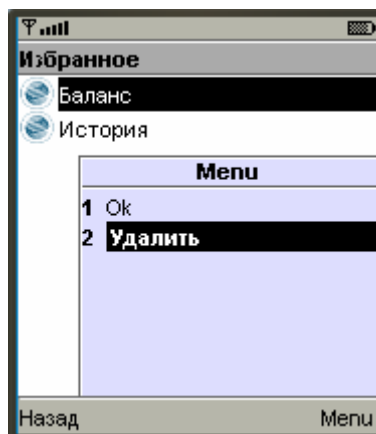 Избранное
Баланс
История
Menu
1 Ok
2 Удалить
Назад Menu